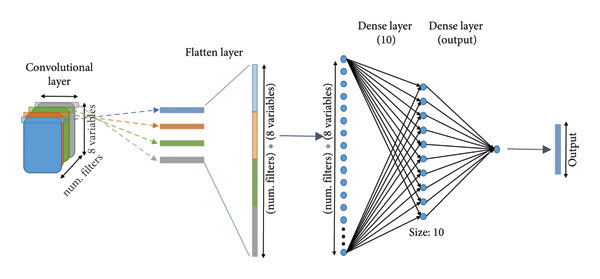 Convolutional
layer
8 variables
num. filters
Flatten layer
(num. filters) * (8 variables)
(num. filters) * (8 variables)
Dense layer
(10)
Dense layer
(output)
Size: 10
Output